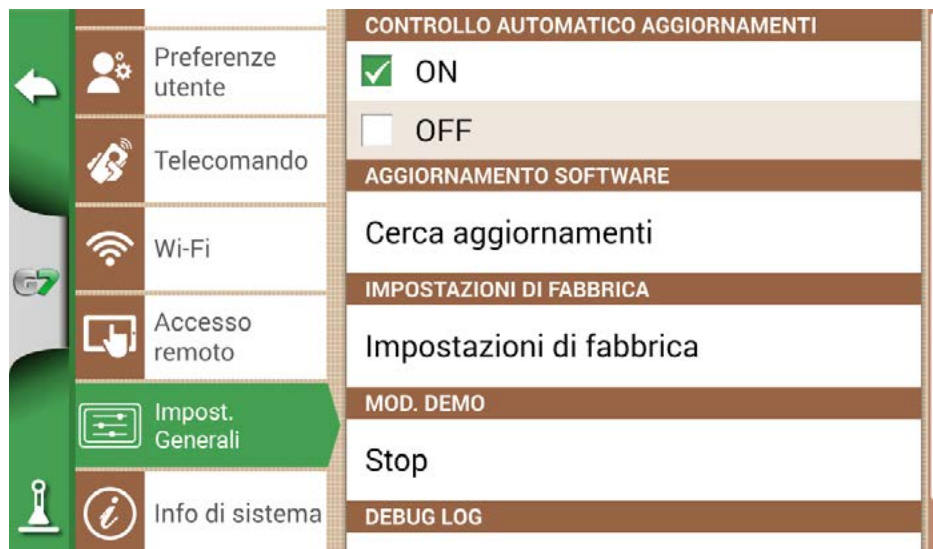 Preferenze
utente
Telecomando
Wi-Fi
Accesso
remoto
Impost.
Generali
Info di sistema
G7
CONTROLLO AUTOMATICO AGGIORNAMENTI
ON
OFF
AGGIORNAMENTO SOFTWARE
Cerca aggiornamenti
IMPOSTAZIONI DI FABBRICA
Impostazioni di fabbrica
MOD. DEMO
Stop
DEBUG LOG